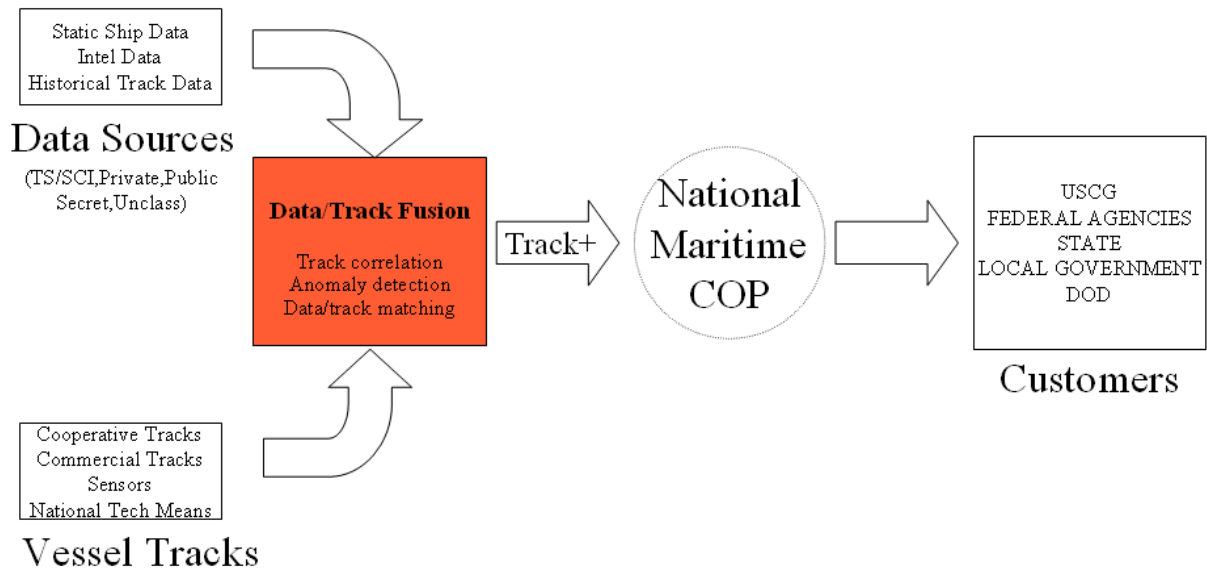 Static Ship Data
Intel Data
Historical Track Data
Data Sources
(TS/SCI,Private,Public
Secret,Unclass)
Data/Track Fusion
Track correlation
Anomaly detection
Data/track matching
Track+
National
Maritime
COP
USCG
FEDERAL AGENCIES
STATE
LOCAL GOVERNMENT
DOD
Customers
Cooperative Tracks
Commercial Tracks
Sensors
National Tech Means
Vessel Tracks